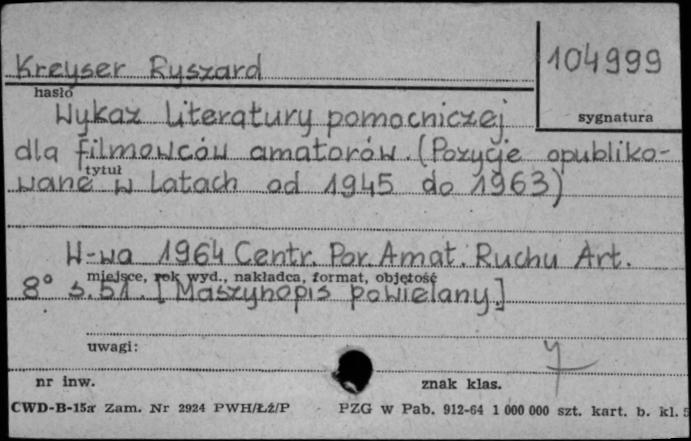 Kreyser Ryszard
104999
hasło
Wykaz literatury pomocniczej
sygnatura
dla filmowców amatorów. (Pozycje opubliko-
tytuł
wane w latach od 1945 do 1963)
W-wa 1964 Centr. Por. Amat. Ruchu Art.
miejsce, rok wyd., nakładca, format, objętość
8° s. 51. [Maszynopis powielany.]
uwagi:
nr inw.
znak klas.
CWD-B-15a Zam. Nr 2924 PWH/Łż/P PZG w Pab. 912-64 1 000 000 szt. kart. b. kl. 5